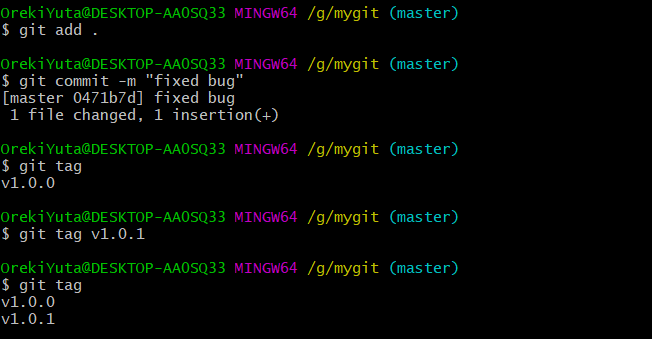 OrekiYuta@DESKTOP-AA0SQ33 MINGW64 /g/mygit (master)
$ git add .
OrekiYuta@DESKTOP-AA0SQ33 MINGW64 /g/mygit (master)
$ git commit -m "fixed bug"
[master 0471b7d] fixed bug
 1 file changed, 1 insertion(+)
OrekiYuta@DESKTOP-AA0SQ33 MINGW64 /g/mygit (master)
$ git tag
v1.0.0
OrekiYuta@DESKTOP-AA0SQ33 MINGW64 /g/mygit (master)
$ git tag v1.0.1
OrekiYuta@DESKTOP-AA0SQ33 MINGW64 /g/mygit (master)
$ git tag
v1.0.0
v1.0.1